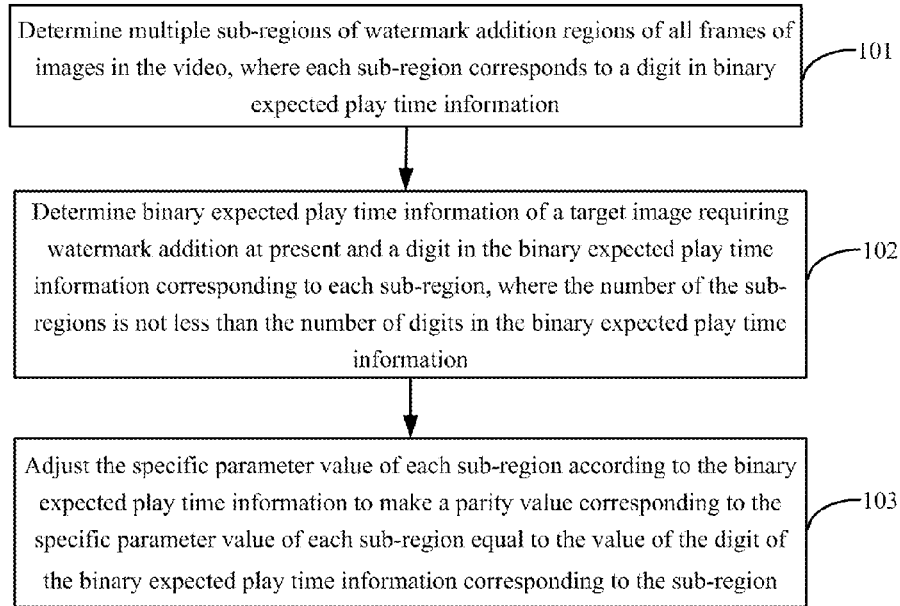 Determine multiple sub-regions of watermark addition regions of all frames of
images in the video, where each sub-region corresponds to a digit in binary
expected play time information
101
Determine binary expected play time information of a target image requiring
watermark addition at present and a digit in the binary expected play time
information corresponding to each sub-region, where the number of the sub-
regions is not less than the number of digits in the binary expected play time
information
102
Adjust the specific parameter value of each sub-region according to the binary
expected play time information to make a parity value corresponding to the
specific parameter value of each sub-region equal to the value of the digit of
the binary expected play time information corresponding to the sub-region
103